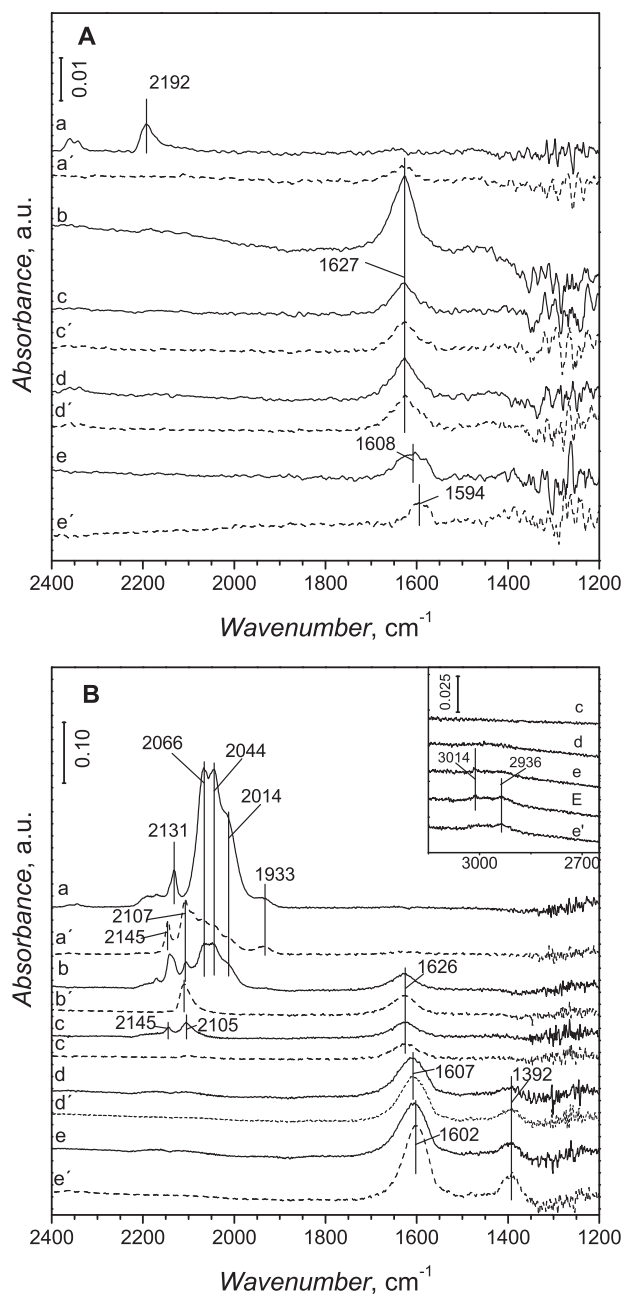 A
0.01
2192
a
a´
b
1627
c
c´
d
d´
1608
e
1594
e´
Absorbance, a.u.
2400 2200 2000 1800 1600 1400 1200
Wavenumber, cm-1
B
0.10
0.025
c
d
3014
2936
e
E
e'
3000 2700
2066 2044
2014
2131
1933
a
2107
2145
a´
b
1626
b´
c
2145 2105
c
1607 1392
d
d´
1602
e
e´
Absorbance, a.u.
2400 2200 2000 1800 1600 1400 1200
Wavenumber, cm-1